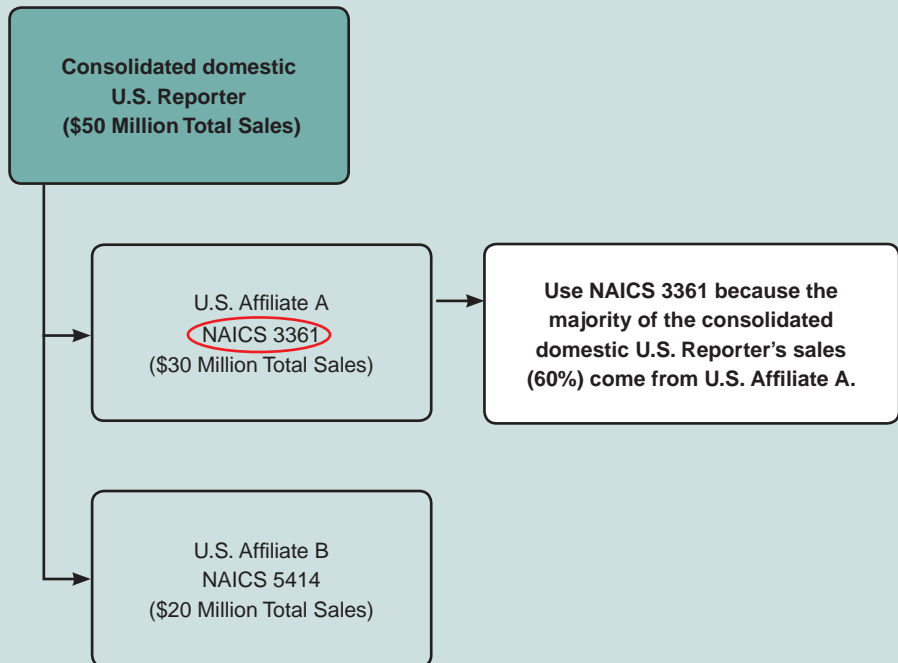 Consolidated domestic
U.S. Reporter
($50 Million Total Sales)
U.S. Affiliate A
NAICS 3361
($30 Million Total Sales)
Use NAICS 3361 because the
majority of the consolidated
domestic U.S. Reporter’s sales
(60%) come from U.S. Affiliate A.
U.S. Affiliate B
NAICS 5414
($20 Million Total Sales)